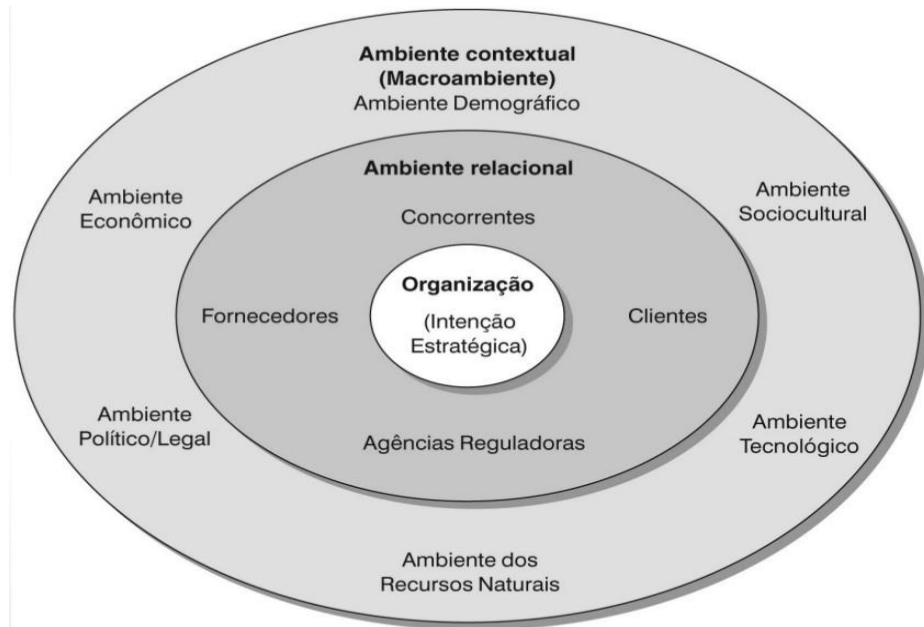 Ambiente contextual
(Macroambiente)
Ambiente Demográfico
Ambiente relacional
Ambiente
Econômico
Ambiente
Sociocultural
Concorrentes
Organização
(Intenção
Estratégica)
Fornecedores
Clientes
Ambiente
Político/Legal
Ambiente
Tecnológico
Agências Reguladoras
Ambiente dos
Recursos Naturais